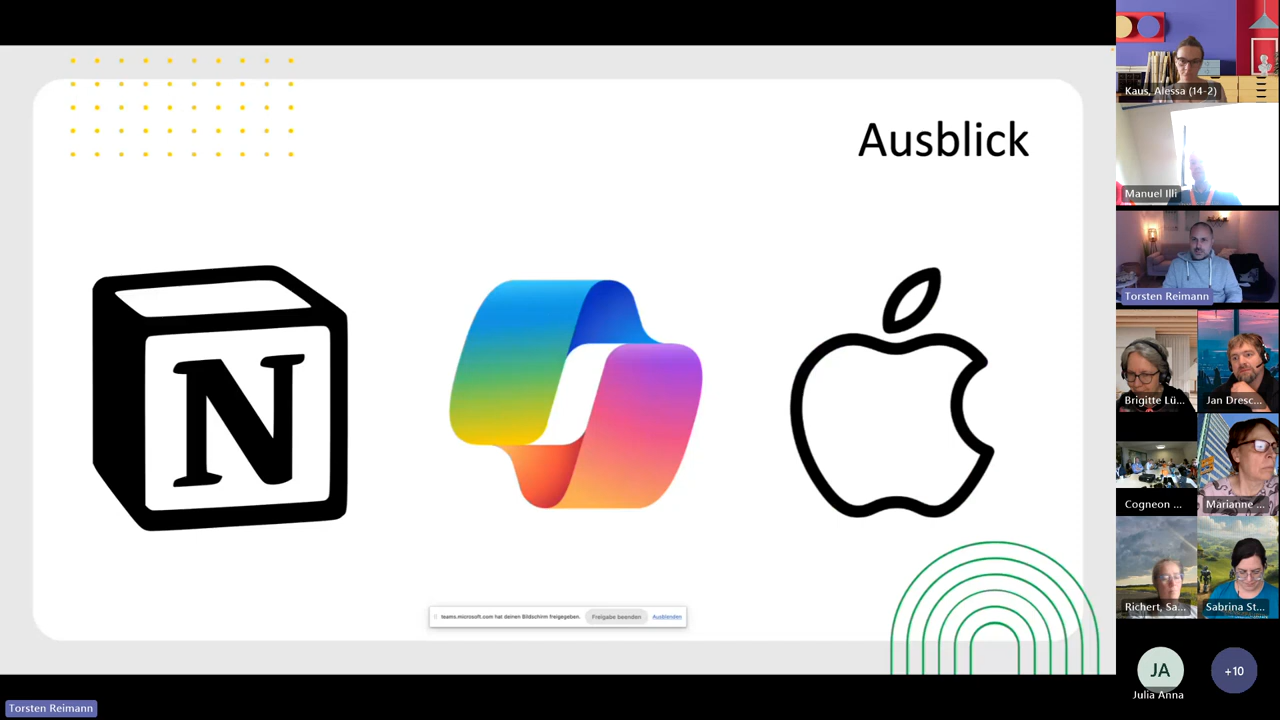 Ausblick
N
teams.microsoft.com hat deinen Bildschirm freigegeben. Freigabe beenden Ausblenden
Torsten Reimann
Kaus, Alessa (14-2)
Manuel Illi
Torsten Reimann
Brigitte Lü...
Jan Dresc...
Cogneon ...
Marianne ...
Richert, Sa...
Sabrina St...
JA
Julia Anna
+10